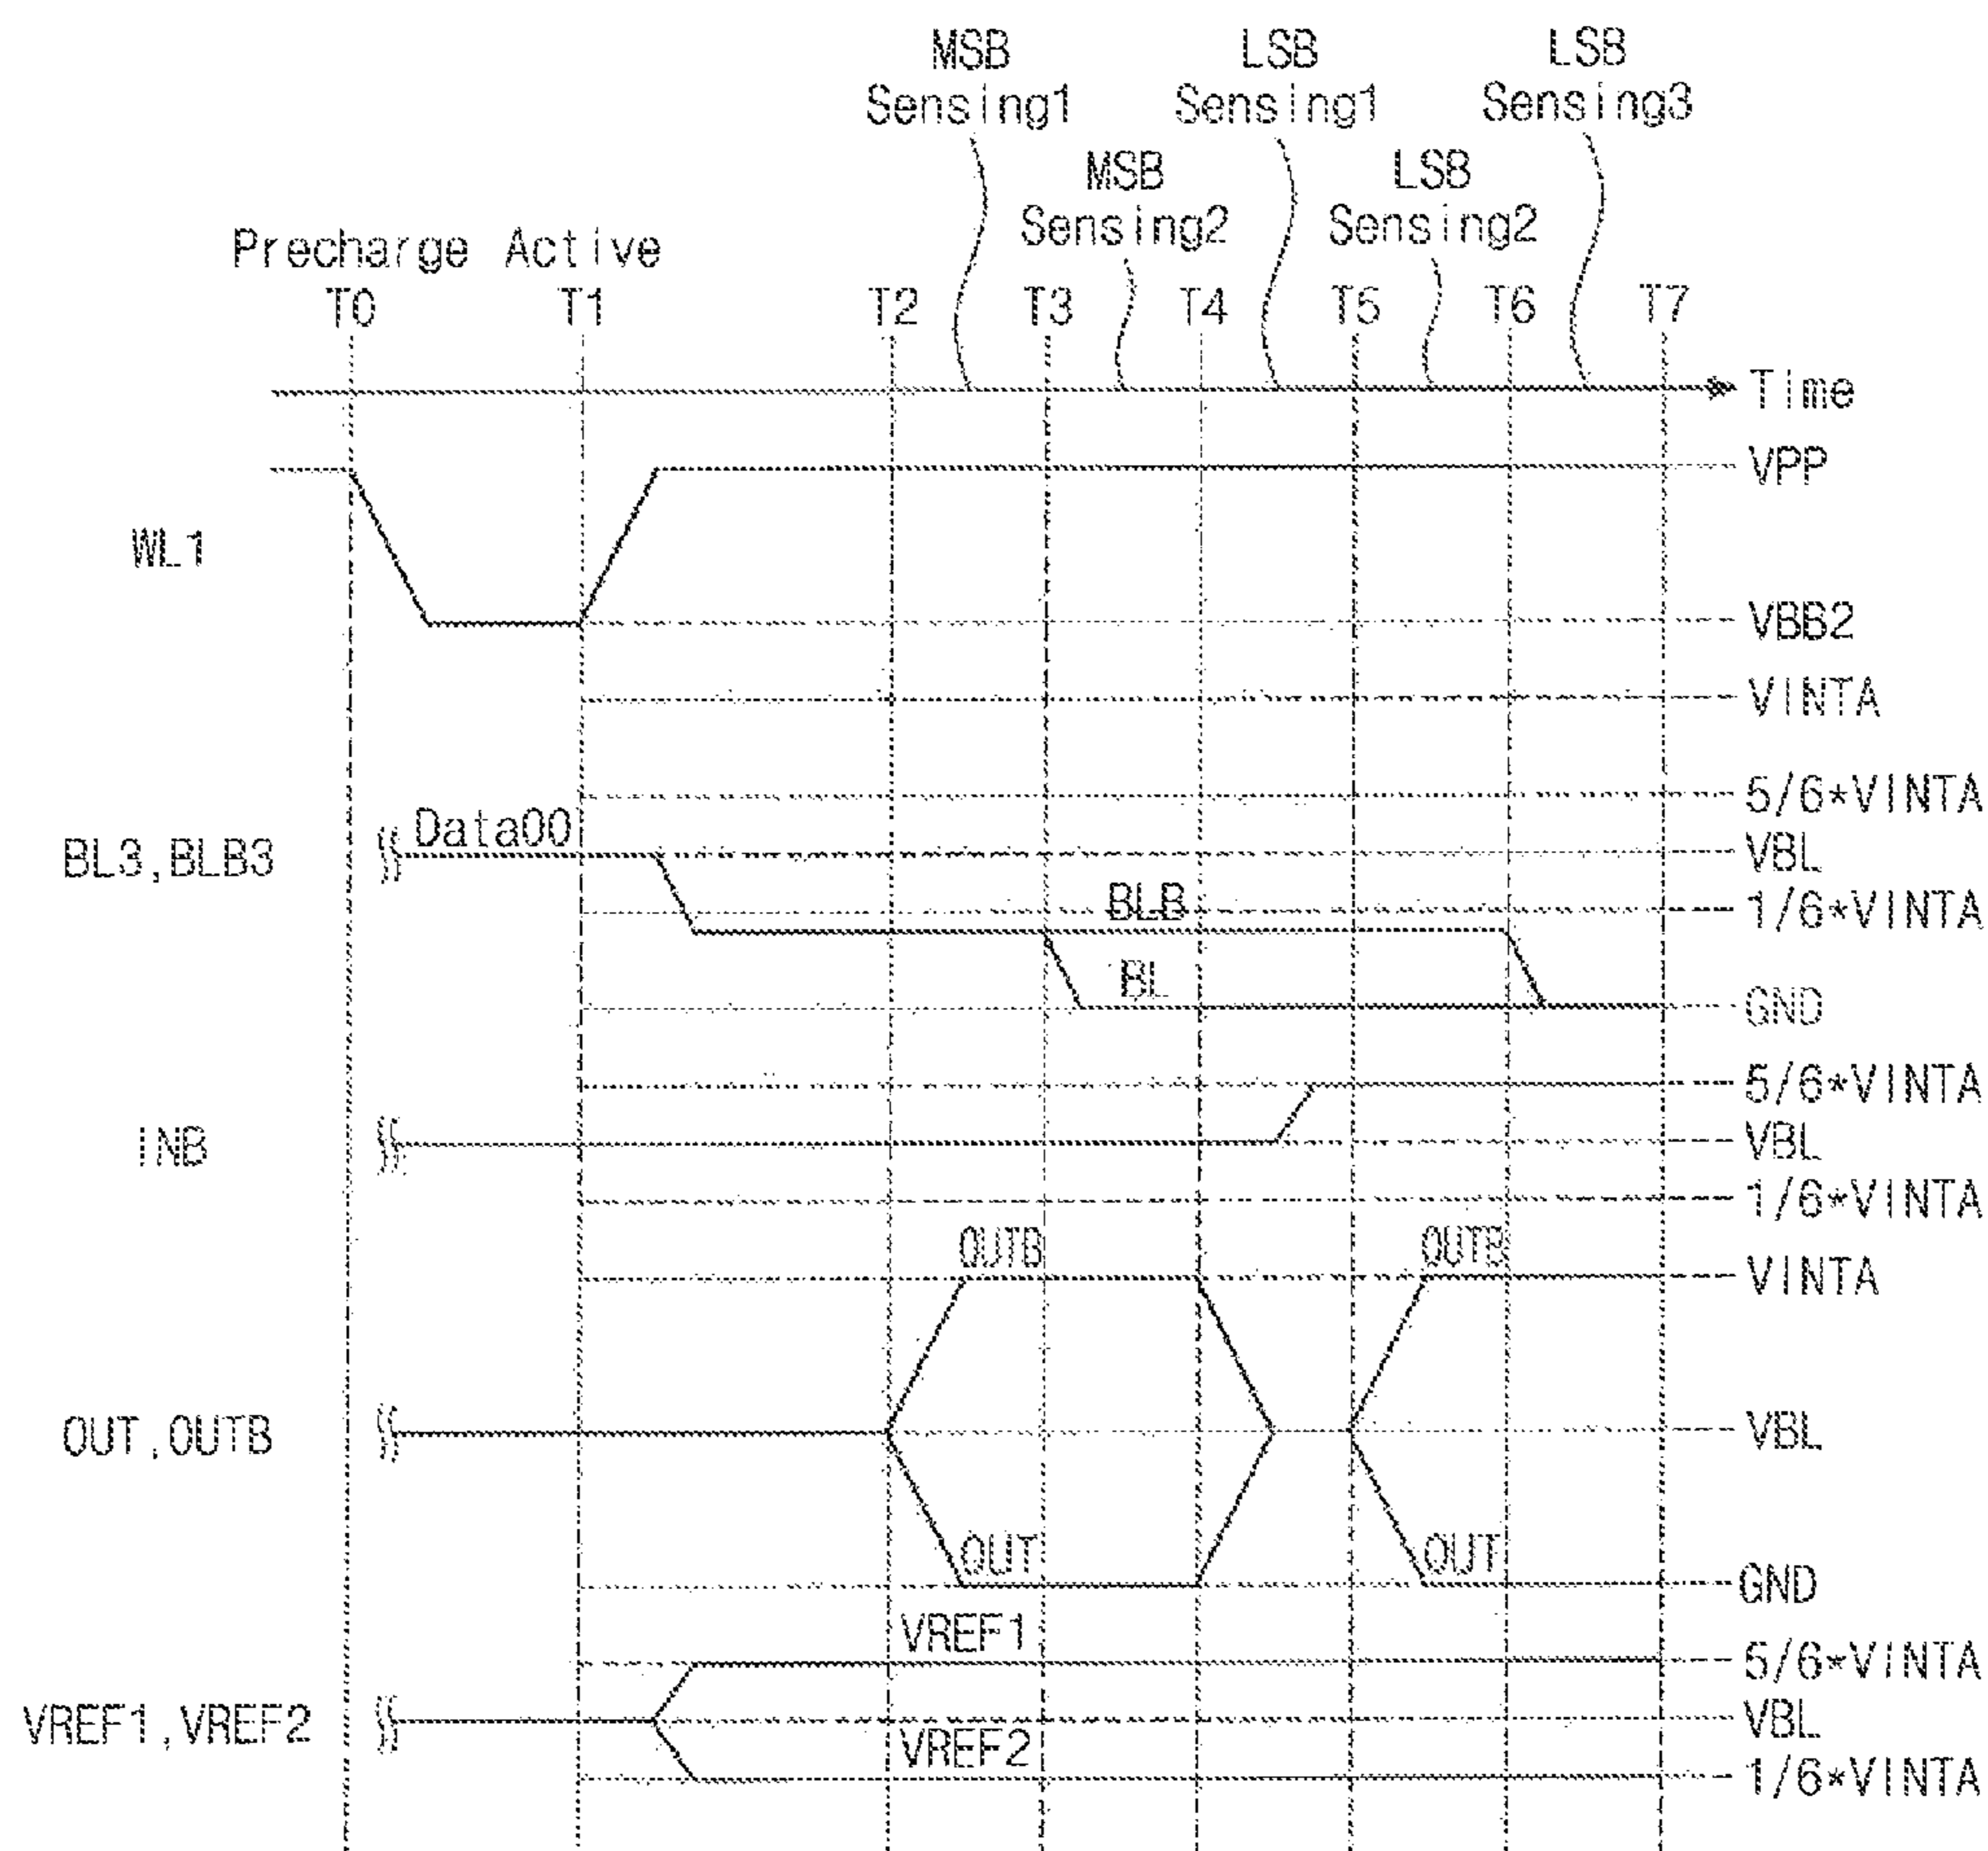 MSB
Sensing1
LSB
Sensing1
LSB
Sensing3
MSB
Sensing2
LSB
Sensing2
Precharge Active
T0 T1 T2 T3 T4 T5 T6 T7
Time
WL1
VPP
VBB2
BL3,BLB3
Data00
BLB
BL
VINTA
5/6*VINTA
VBL
1/6*VINTA
GND
INB
5/6*VINTA
VBL
1/6*VINTA
OUT,OUTB
OUTB
OUTB
OUT
OUT
VINTA
VBL
GND
VREF1,VREF2
VREF1
VREF2
5/6*VINTA
VBL
1/6*VINTA